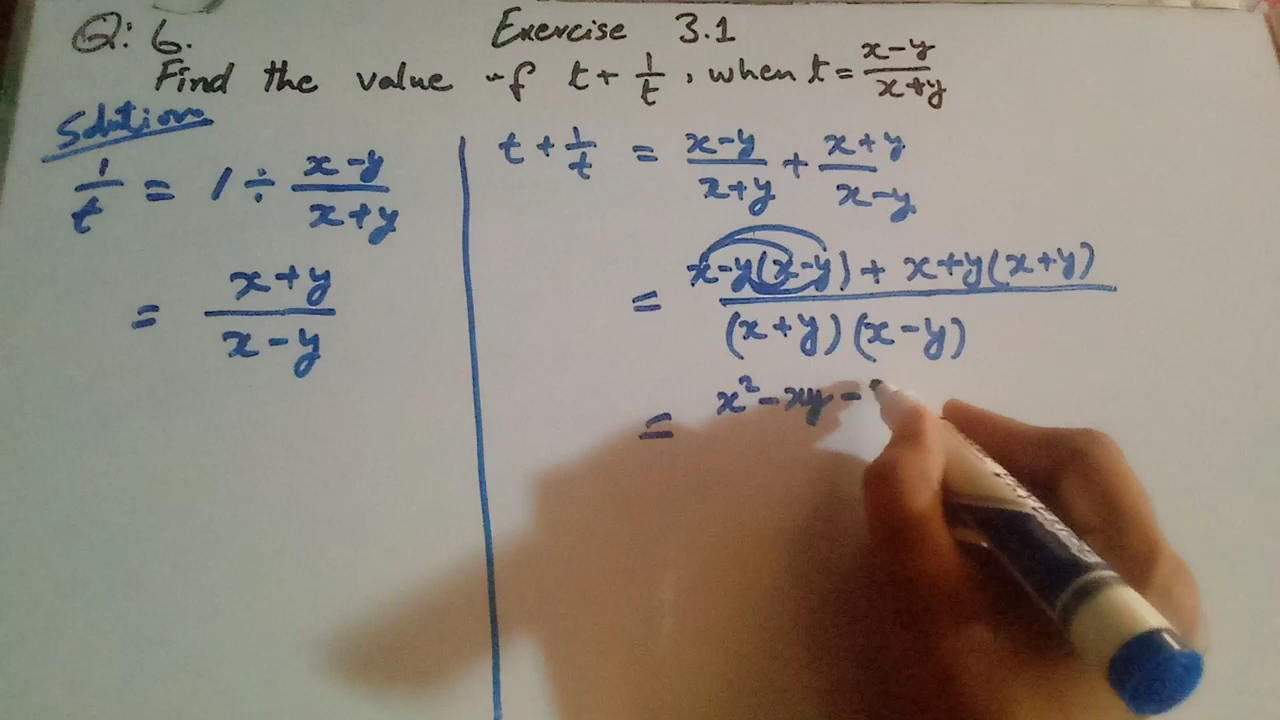 Q: 6. Exercise 3.1
Find the value of t + 1/t, when t = x-y/x+y
Solution
1/t = 1 ÷ x-y/x+y
= x+y/x-y
t + 1/t = x-y/x+y + x+y/x-y
= x-y(x-y) + x+y(x+y)/(x+y)(x-y)
= x² - xy -